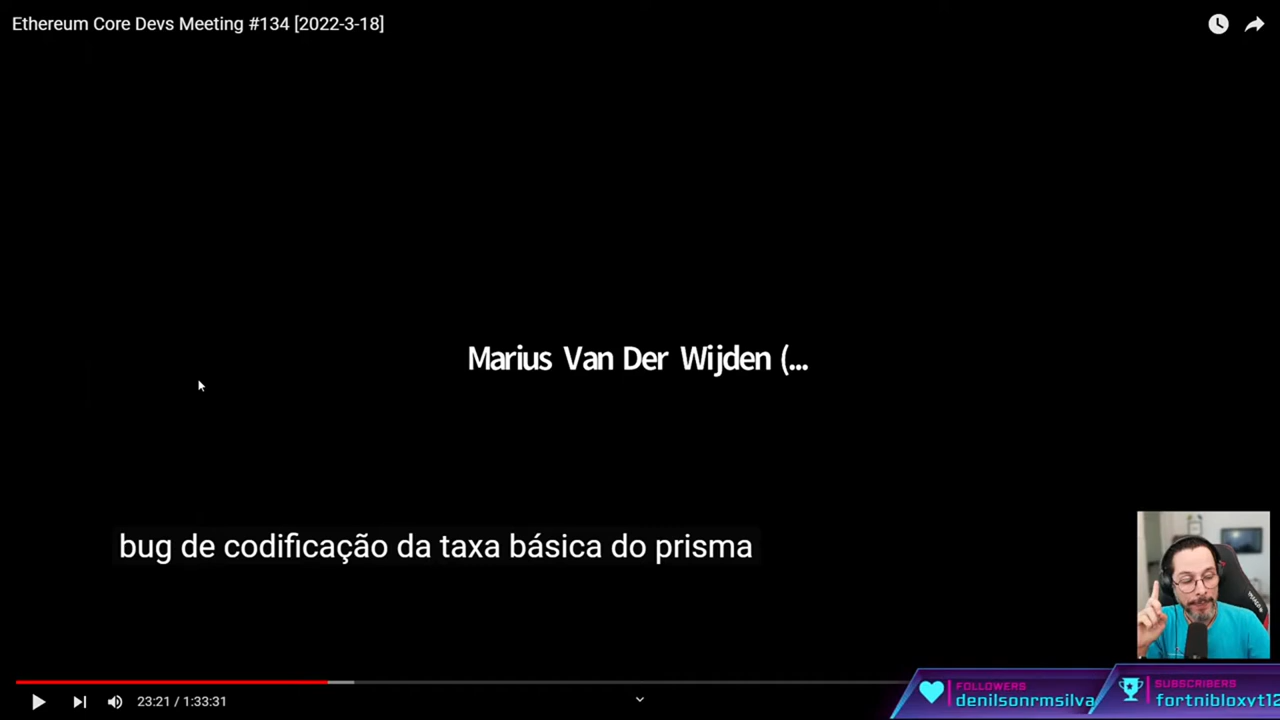 Ethereum Core Devs Meeting #134 [2022-3-18]
Marius Van Der Wijden (...
bug de codificação da taxa básica do prisma
23:21 / 1:33:31
FOLLOWERS
denilsonrmsilva
SUBSCRIBERS
fortnibloxyt12